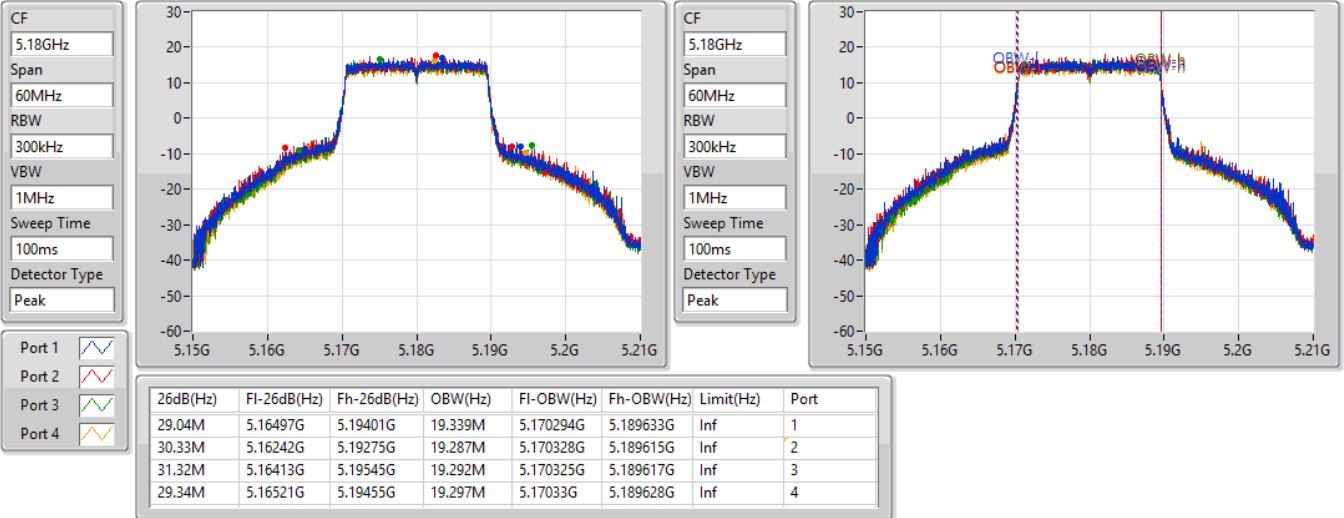 CF
5.18GHz
Span
60MHz
RBW
300kHz
VBW
1MHz
Sweep Time
100ms
Detector Type
Peak
30
20
10
0
-10
-20
-30
-40
-50
-60
5.15G 5.16G 5.17G 5.18G 5.19G 5.2G 5.21G
CF
5.18GHz
Span
60MHz
RBW
300kHz
VBW
1MHz
Sweep Time
100ms
Detector Type
Peak
30
20
10
0
-10
-20
-30
-40
-50
-60
5.15G 5.16G 5.17G 5.18G 5.19G 5.2G 5.21G
Port 1
Port 2
Port 3
Port 4
26dB(Hz) Fl-26dB(Hz) Fh-26dB(Hz) OBW(Hz) Fl-OBW(Hz) Fh-OBW(Hz) Limit(Hz) Port
29.04M 5.16497G 5.19401G 19.339M 5.170294G 5.189633G Inf 1
30.33M 5.16242G 5.19275G 19.287M 5.170328G 5.189615G Inf 2
31.32M 5.16413G 5.19545G 19.292M 5.170325G 5.189617G Inf 3
29.34M 5.16521G 5.19455G 19.297M 5.17033G 5.189628G Inf 4